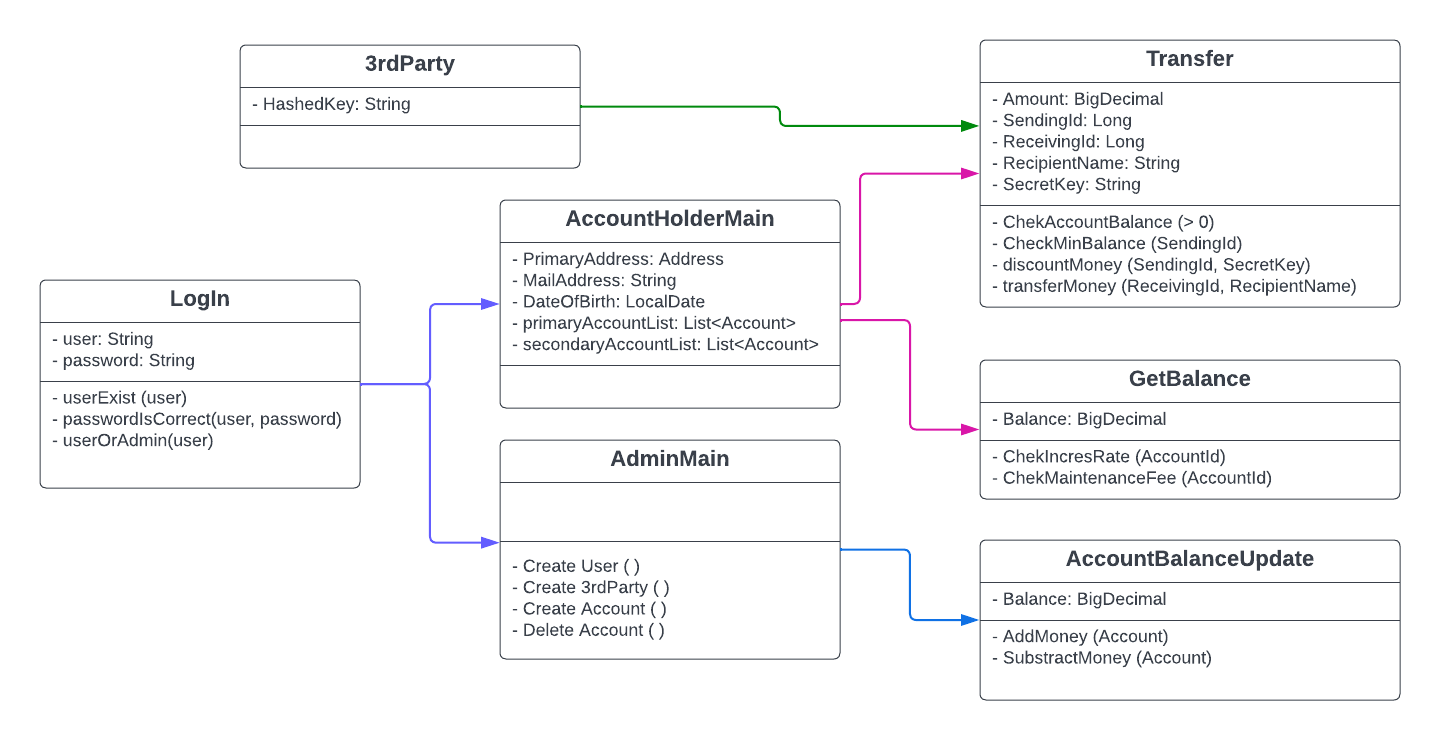 3rdParty
- HashedKey: String
Transfer
- Amount: BigDecimal
- SendingId: Long
- ReceivingId: Long
- RecipientName: String
- SecretKey: String
- ChekAccountBalance (> 0)
- CheckMinBalance (SendingId)
- discountMoney (SendingId, SecretKey)
- transferMoney (ReceivingId, RecipientName)
AccountHolderMain
- PrimaryAddress: Address
- MailAddress: String
- DateOfBirth: LocalDate
- primaryAccountList: List<Account>
- secondaryAccountList: List<Account>
LogIn
- user: String
- password: String
- userExist (user)
- passwordIsCorrect(user, password)
- userOrAdmin(user)
GetBalance
- Balance: BigDecimal
- ChekIncresRate (AccountId)
- ChekMaintenanceFee (AccountId)
AdminMain
- Create User ( )
- Create 3rdParty ( )
- Create Account ( )
- Delete Account ( )
AccountBalanceUpdate
- Balance: BigDecimal
- AddMoney (Account)
- SubstractMoney (Account)